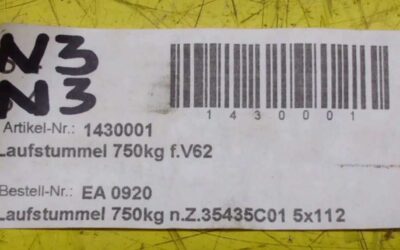 N3
N3
1430001
Artikel-Nr.: 1430001
Laufstummel 750kg f.V62
Bestell-Nr.: EA 0920
Laufstummel 750kg n.Z.35435C01 5x112